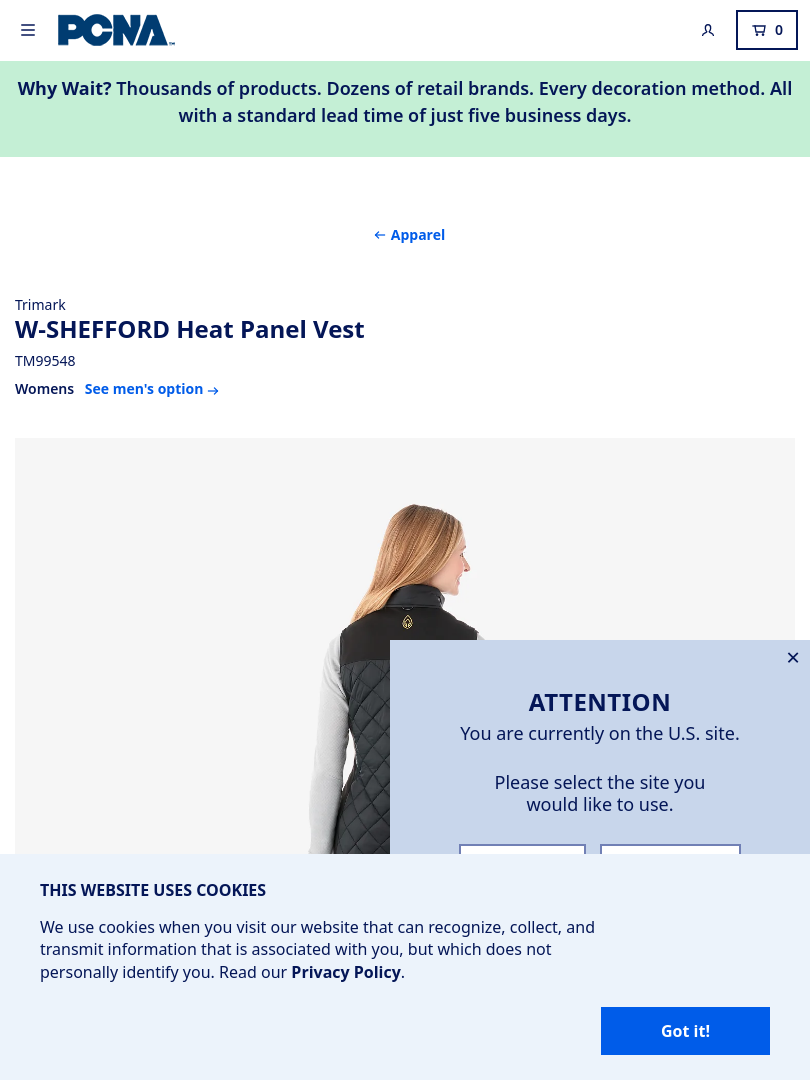 PCNA
0
Why Wait? Thousands of products. Dozens of retail brands. Every decoration method. All
with a standard lead time of just five business days.
← Apparel
Trimark
W-SHEFFORD Heat Panel Vest
TM99548
Womens See men's option →
ATTENTION
You are currently on the U.S. site.
Please select the site you
would like to use.
THIS WEBSITE USES COOKIES
We use cookies when you visit our website that can recognize, collect, and
transmit information that is associated with you, but which does not
personally identify you. Read our Privacy Policy.
Got it!